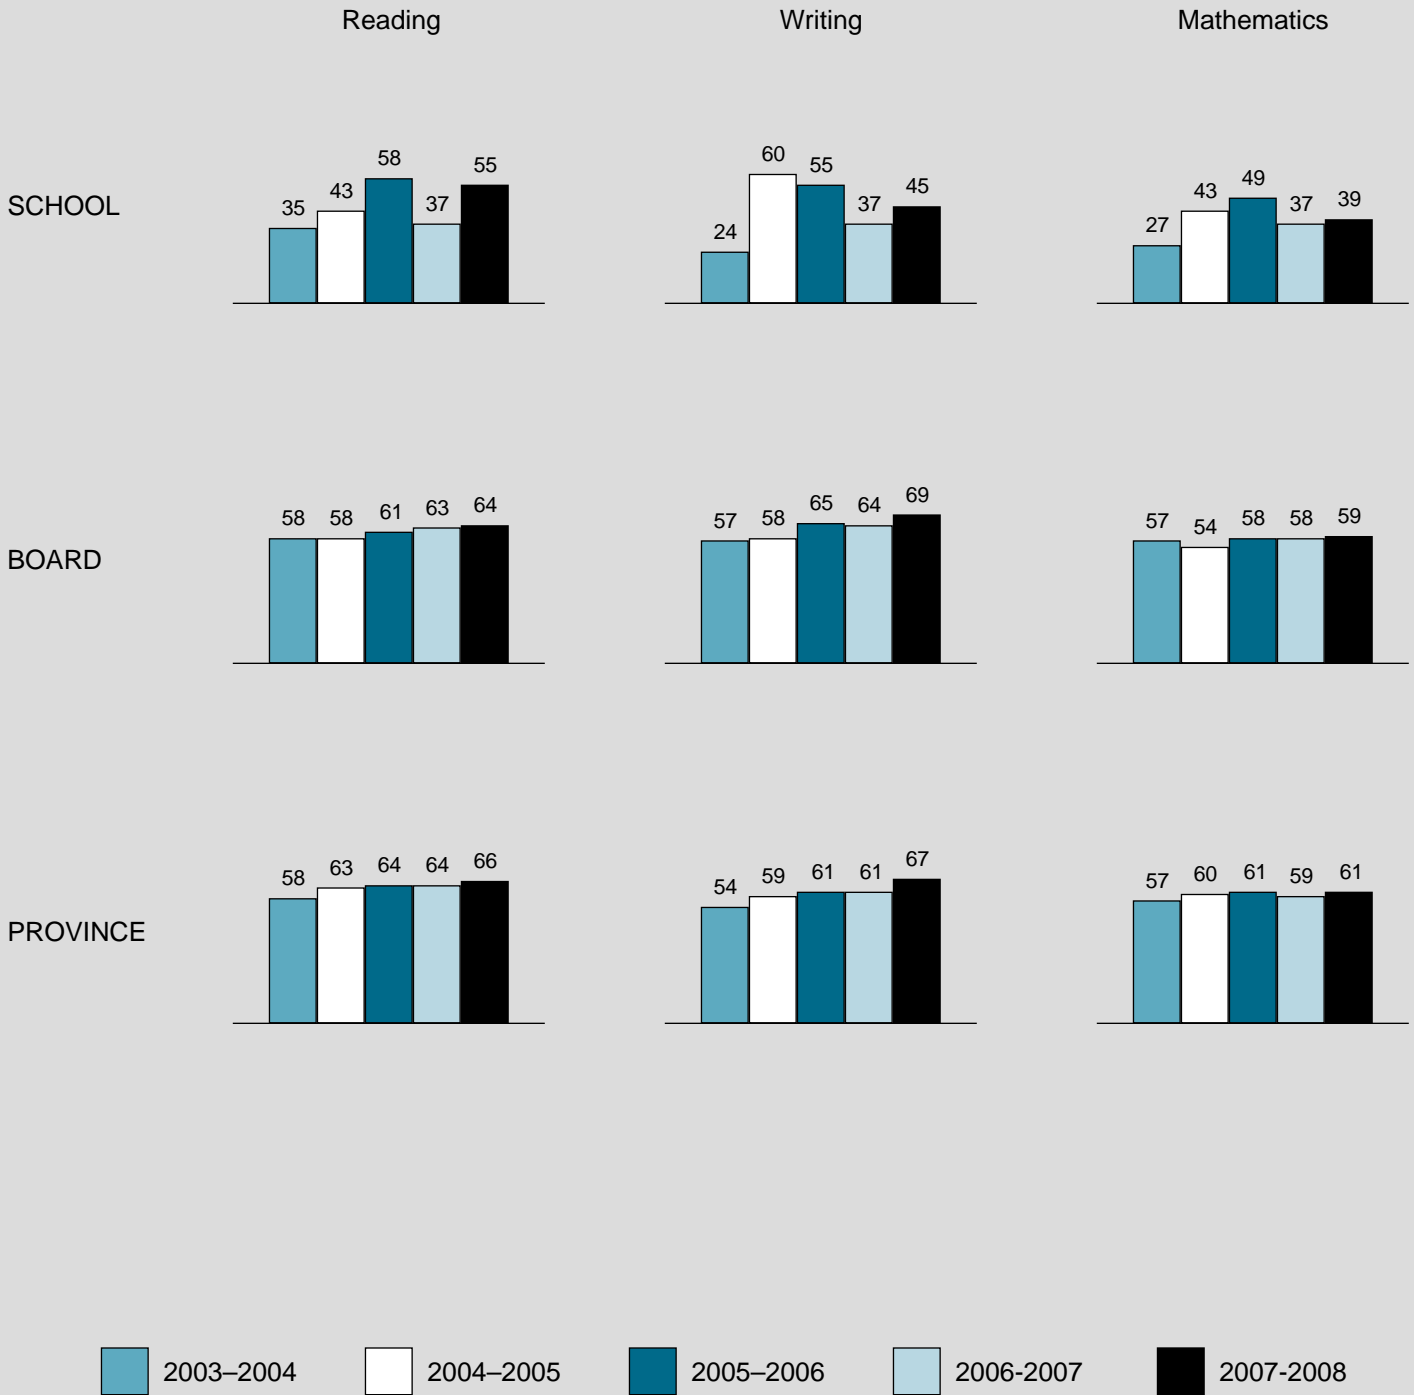 Reading Writing Mathematics
SCHOOL
35 43 58 37 55
24 60 55 37 45
27 43 49 37 39
BOARD
58 58 61 63 64
57 58 65 64 69
57 54 58 58 59
PROVINCE
58 63 64 64 66
54 59 61 61 67
57 60 61 59 61
2003–2004 2004–2005 2005–2006 2006-2007 2007-2008